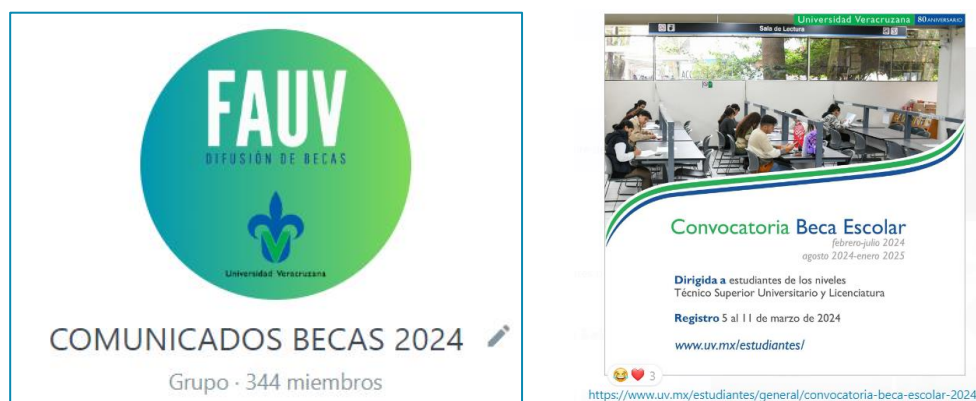 FAUV
DIFUSIÓN DE BECAS
Universidad Veracruzana
COMUNICADOS BECAS 2024
Grupo · 344 miembros
Universidad Veracruzana 80 ANIVERSARIO
Sala de Lectura
Convocatoria Beca Escolar
febrero-julio 2024
agosto 2024-enero 2025
Dirigida a estudiantes de los niveles
Técnico Superior Universitario y Licenciatura
Registro 5 al 11 de marzo de 2024
www.uv.mx/estudiantes/
3
https://www.uv.mx/estudiantes/general/convocatoria-beca-escolar-2024